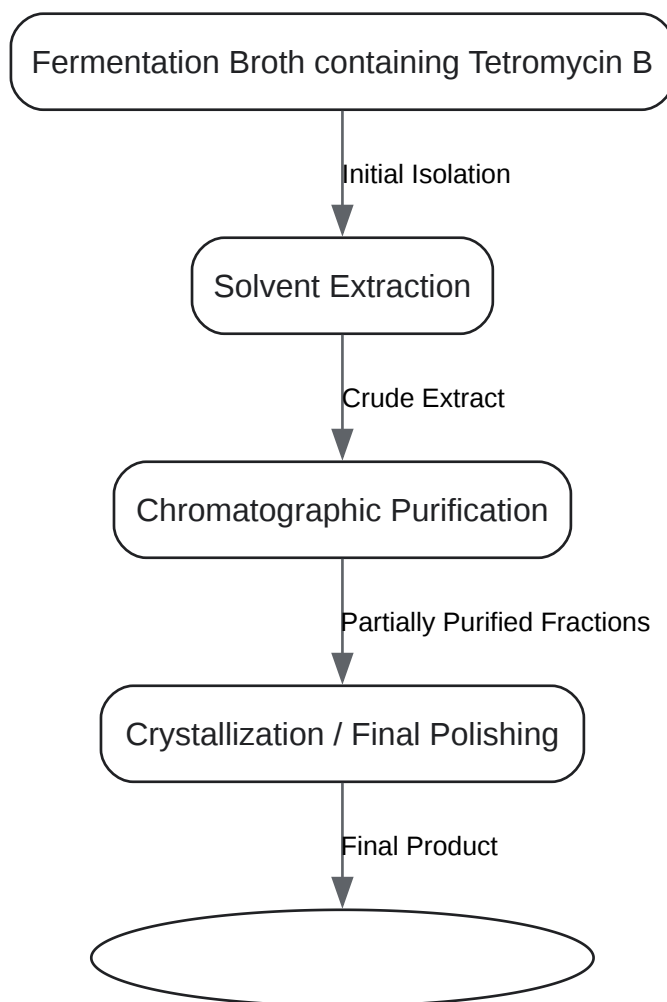 Fermentation Broth containing Tetromycin B
Initial Isolation
Solvent Extraction
Crude Extract
Chromatographic Purification
Partially Purified Fractions
Crystallization / Final Polishing
Final Product